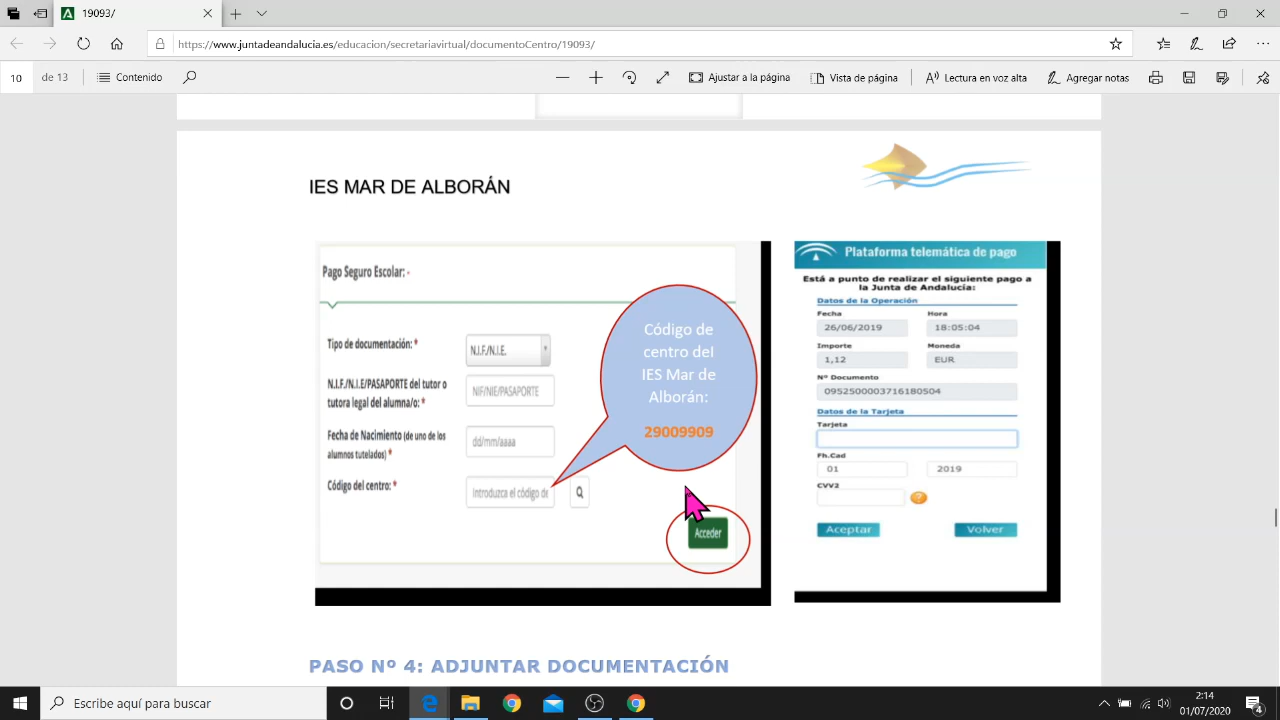 19093/
https://www.juntadeandalucia.es/educacion/secretariavirtual/documentoCentro/19093/
10 de 13 Contenido Ajustar a la página Vista de página Lectura de voz alta Agregar notas
IES MAR DE ALBORÁN
Pago Seguro Escolar: -
Tipo de documentación: *
N.I.F./N.I.E.
N.I.F./N.I.E/PASAPORTE del tutor o
tutora legal del alumna/o: *
NIF/NIE/PASAPORTE
Fecha de Nacimiento (de uno de los
alumnos tutelados) *
dd/mm/aaaa
Código del centro: *
Introduzca el código de
Código de
centro del
IES Mar de
Alborán:
29009909
Acceder
Plataforma telemática de pago
Está a punto de realizar el siguiente pago a
la Junta de Andalucía:
Datos de la Operación
Fecha Hora
26/06/2019 18:05:04
Importe Moneda
1,12 EUR
Nº Documento
0952500003716180504
Datos de la Tarjeta
Tarjeta
Fh.Cad
01 2019
CVV2
?
Aceptar Volver
PASO Nº 4: ADJUNTAR DOCUMENTACIÓN
Escribe aquí para buscar
2:14
01/07/2020